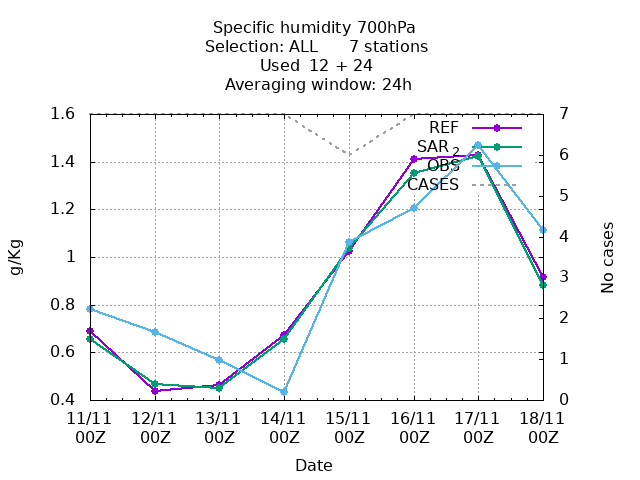 Specific humidity 700hPa
Selection: ALL      7 stations
Used  12 + 24
Averaging window: 24h
1.6
1.4
1.2
1
0.8
0.6
0.4
g/Kg
7
6
5
4
3
2
1
0
No cases
REF
SAR 2
OBS
CASES
11/11 12/11 13/11 14/11 15/11 16/11 17/11 18/11
00Z 00Z 00Z 00Z 00Z 00Z 00Z 00Z
Date